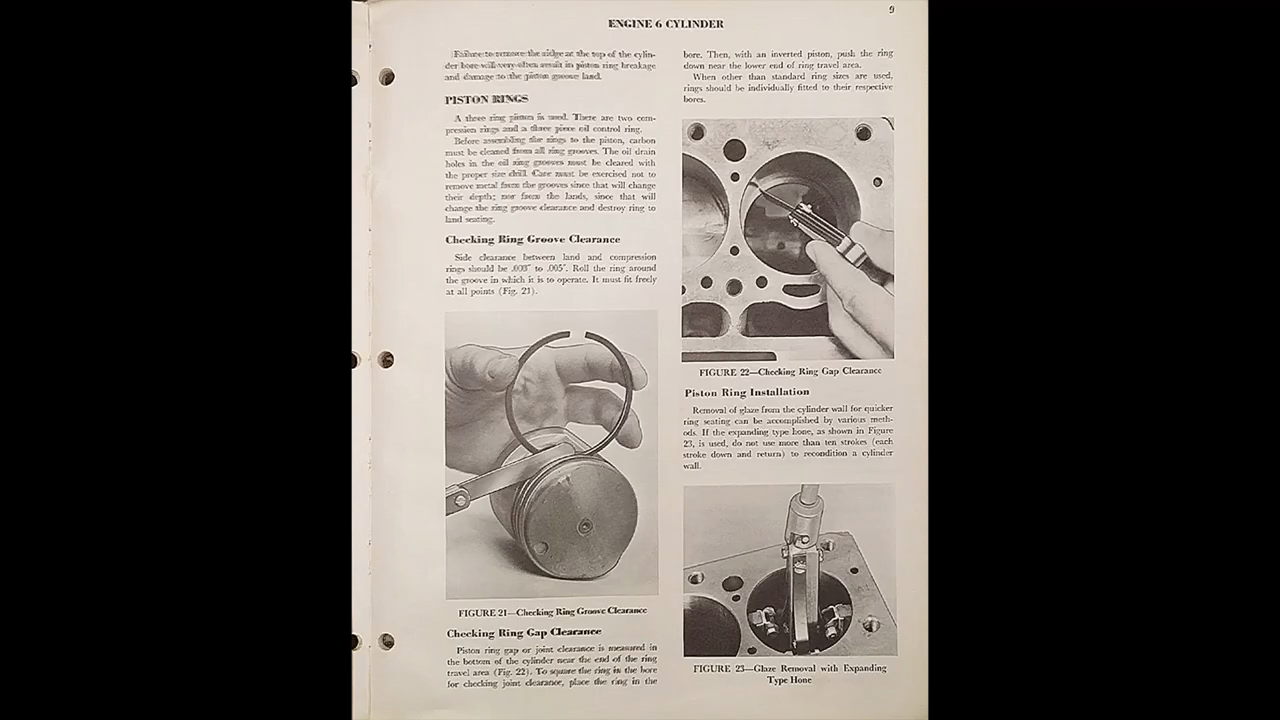 9
ENGINE 6 CYLINDER
Failure to remove the ridge at the top of the cylin-
der bore will very often result in piston ring breakage
and damage to the piston groove land.
PISTON RINGS
A three ring piston is used. There are two com-
pression rings and a three piece oil control ring.
Before assembling the rings to the piston, carbon
must be cleaned from all ring grooves. The oil drain
holes in the oil ring grooves must be cleared with
the proper size drill. Care must be exercised not to
remove metal from the grooves since that will change
their depth; nor from the lands, since that will
change the ring groove clearance and destroy ring to
land seating.
Checking Ring Groove Clearance
Side clearance between land and compression
rings should be .003″ to .005″. Roll the ring around
the groove in which it is to operate. It must fit freely
at all points (Fig. 21).
FIGURE 21—Checking Ring Groove Clearance
Checking Ring Gap Clearance
Piston ring gap or joint clearance is measured in
the bottom of the cylinder near the end of the ring
travel area (Fig. 22). To square the ring in the bore
for checking joint clearance, place the ring in the
bore. Then, with an inverted piston, push the ring
down near the lower end of ring travel area.
When other than standard ring sizes are used,
rings should be individually fitted to their respective
bores.
FIGURE 22—Checking Ring Gap Clearance
Piston Ring Installation
Removal of glaze from the cylinder wall for quicker
ring seating can be accomplished by various meth-
ods. If the expanding type hone, as shown in Figure
23, is used, do not use more than ten strokes (each
stroke down and return) to recondition a cylinder
wall.
FIGURE 23—Glaze Removal with Expanding
Type Hone